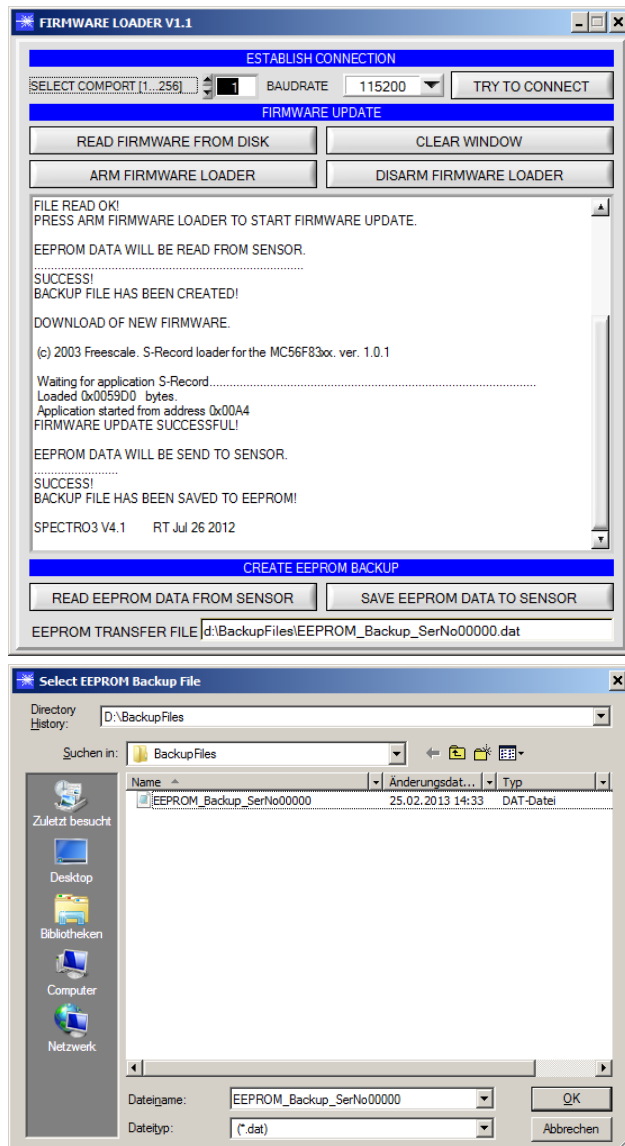 FIRMWARE LOADER V1.1
ESTABLISH CONNECTION
SELECT COMPORT [1...256] 1 BAUDRATE 115200 TRY TO CONNECT
FIRMWARE UPDATE
READ FIRMWARE FROM DISK CLEAR WINDOW
ARM FIRMWARE LOADER DISARM FIRMWARE LOADER
FILE READ OK!
PRESS ARM FIRMWARE LOADER TO START FIRMWARE UPDATE.
EEPROM DATA WILL BE READ FROM SENSOR.
................................................................................
SUCCESS!
BACKUP FILE HAS BEEN CREATED!
DOWNLOAD OF NEW FIRMWARE.
(c) 2003 Freescale. S-Record loader for the MC56F83xx. ver. 1.0.1
Waiting for application S-Record..................................................................................................
Loaded 0x0059D0 bytes.
Application started from address 0x00A4
FIRMWARE UPDATE SUCCESSFUL!
EEPROM DATA WILL BE SEND TO SENSOR.
.........................
SUCCESS!
BACKUP FILE HAS BEEN SAVED TO EEPROM!
SPECTRO3 V4.1 RT Jul 26 2012
CREATE EEPROM BACKUP
READ EEPROM DATA FROM SENSOR SAVE EEPROM DATA TO SENSOR
EEPROM TRANSFER FILE d:\BackupFiles\EEPROM_Backup_SerNo00000.dat
Select EEPROM Backup File
Directory History: D:\BackupFiles
Suchen in: BackupFiles
Name Änderungsdat... Typ
EEPROM_Backup_SerNo00000 25.02.2013 14:33 DAT-Datei
Zuletzt besucht
Desktop
Bibliotheken
Computer
Netzwerk
Dateiname: EEPROM_Backup_SerNo00000 OK
Dateityp: (*.dat) Abbrechen